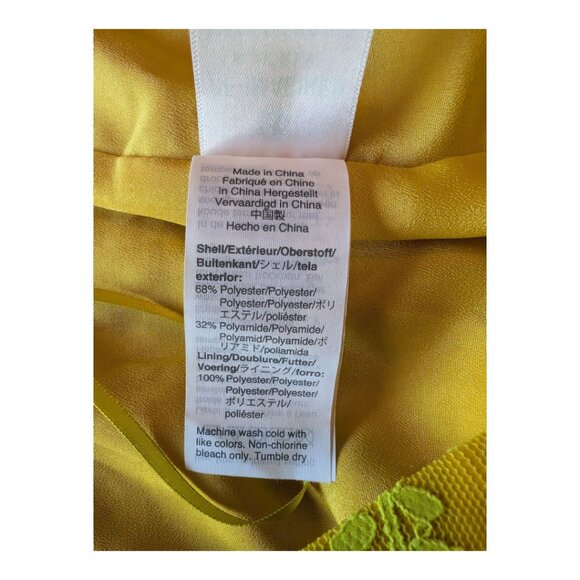 Made in China
Fabriqué en Chine
in China Hergestellt
Vervaardigd in China
中国製
Hecho en China
Shell/Extérieur/Oberstoff/
Buitenkant/シェル/tela
exterior:
68% Polyester/Polyester/
Polyester/Polyester/ポリ
エステル/poliéster
32% Polyamide/Polyamide/
Polyamid/Polyamide/ポ
リアミド/poliamida
Lining/Doublure/Futter/
Voering/ライニング/forro:
100% Polyester/Polyester/
Polyester/Polyester/
ポリエステル/
poliéster
Machine wash cold with
like colors. Non-chlorine
bleach only. Tumble dry